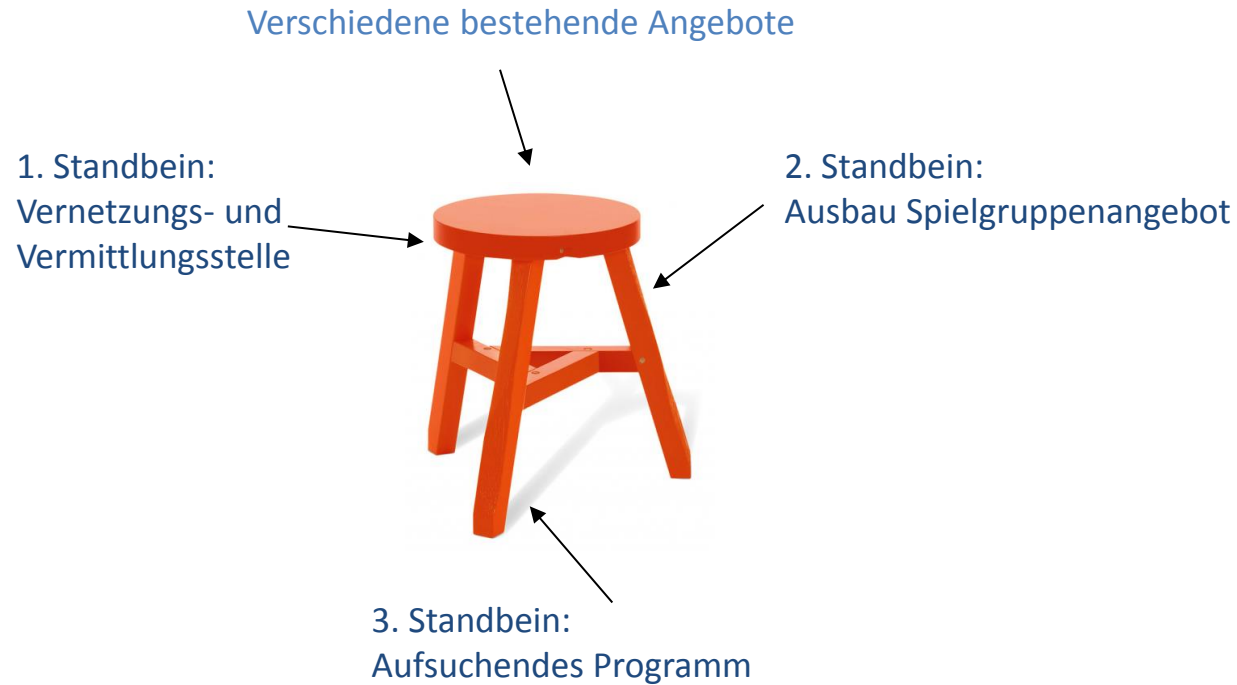 Verschiedene bestehende Angebote
1. Standbein:
Vernetzungs- und
Vermittlungsstelle
2. Standbein:
Ausbau Spielgruppenangebot
3. Standbein:
Aufsuchendes Programm